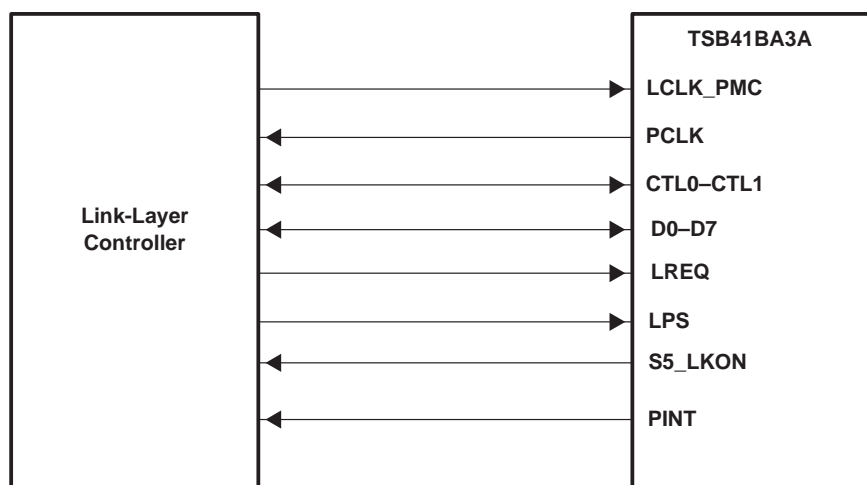 TSB41BA3A
LCLK_PMC
PCLK
CTL0–CTL1
Link-Layer
Controller
D0–D7
LREQ
LPS
S5_LKON
PINT